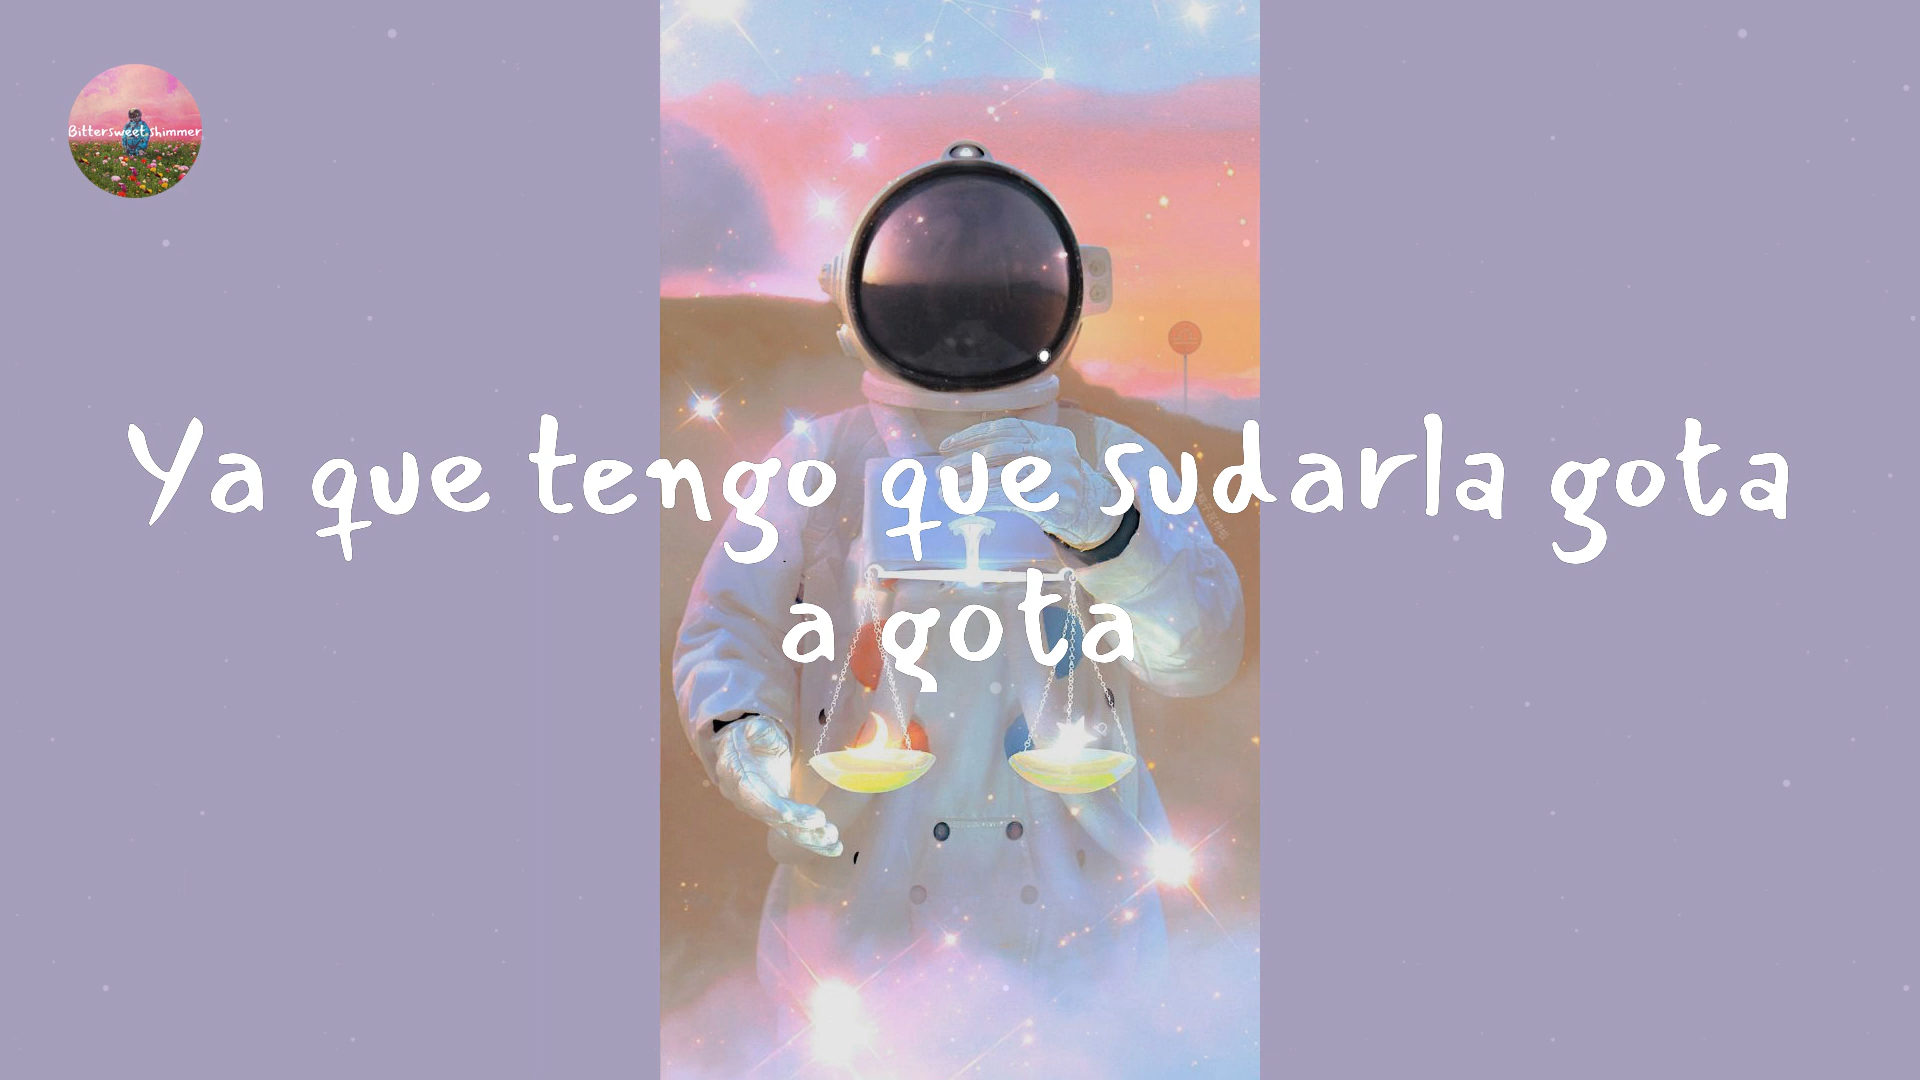 Bittersweet shimmer
Ya que tengo que sudarla gota
a gota